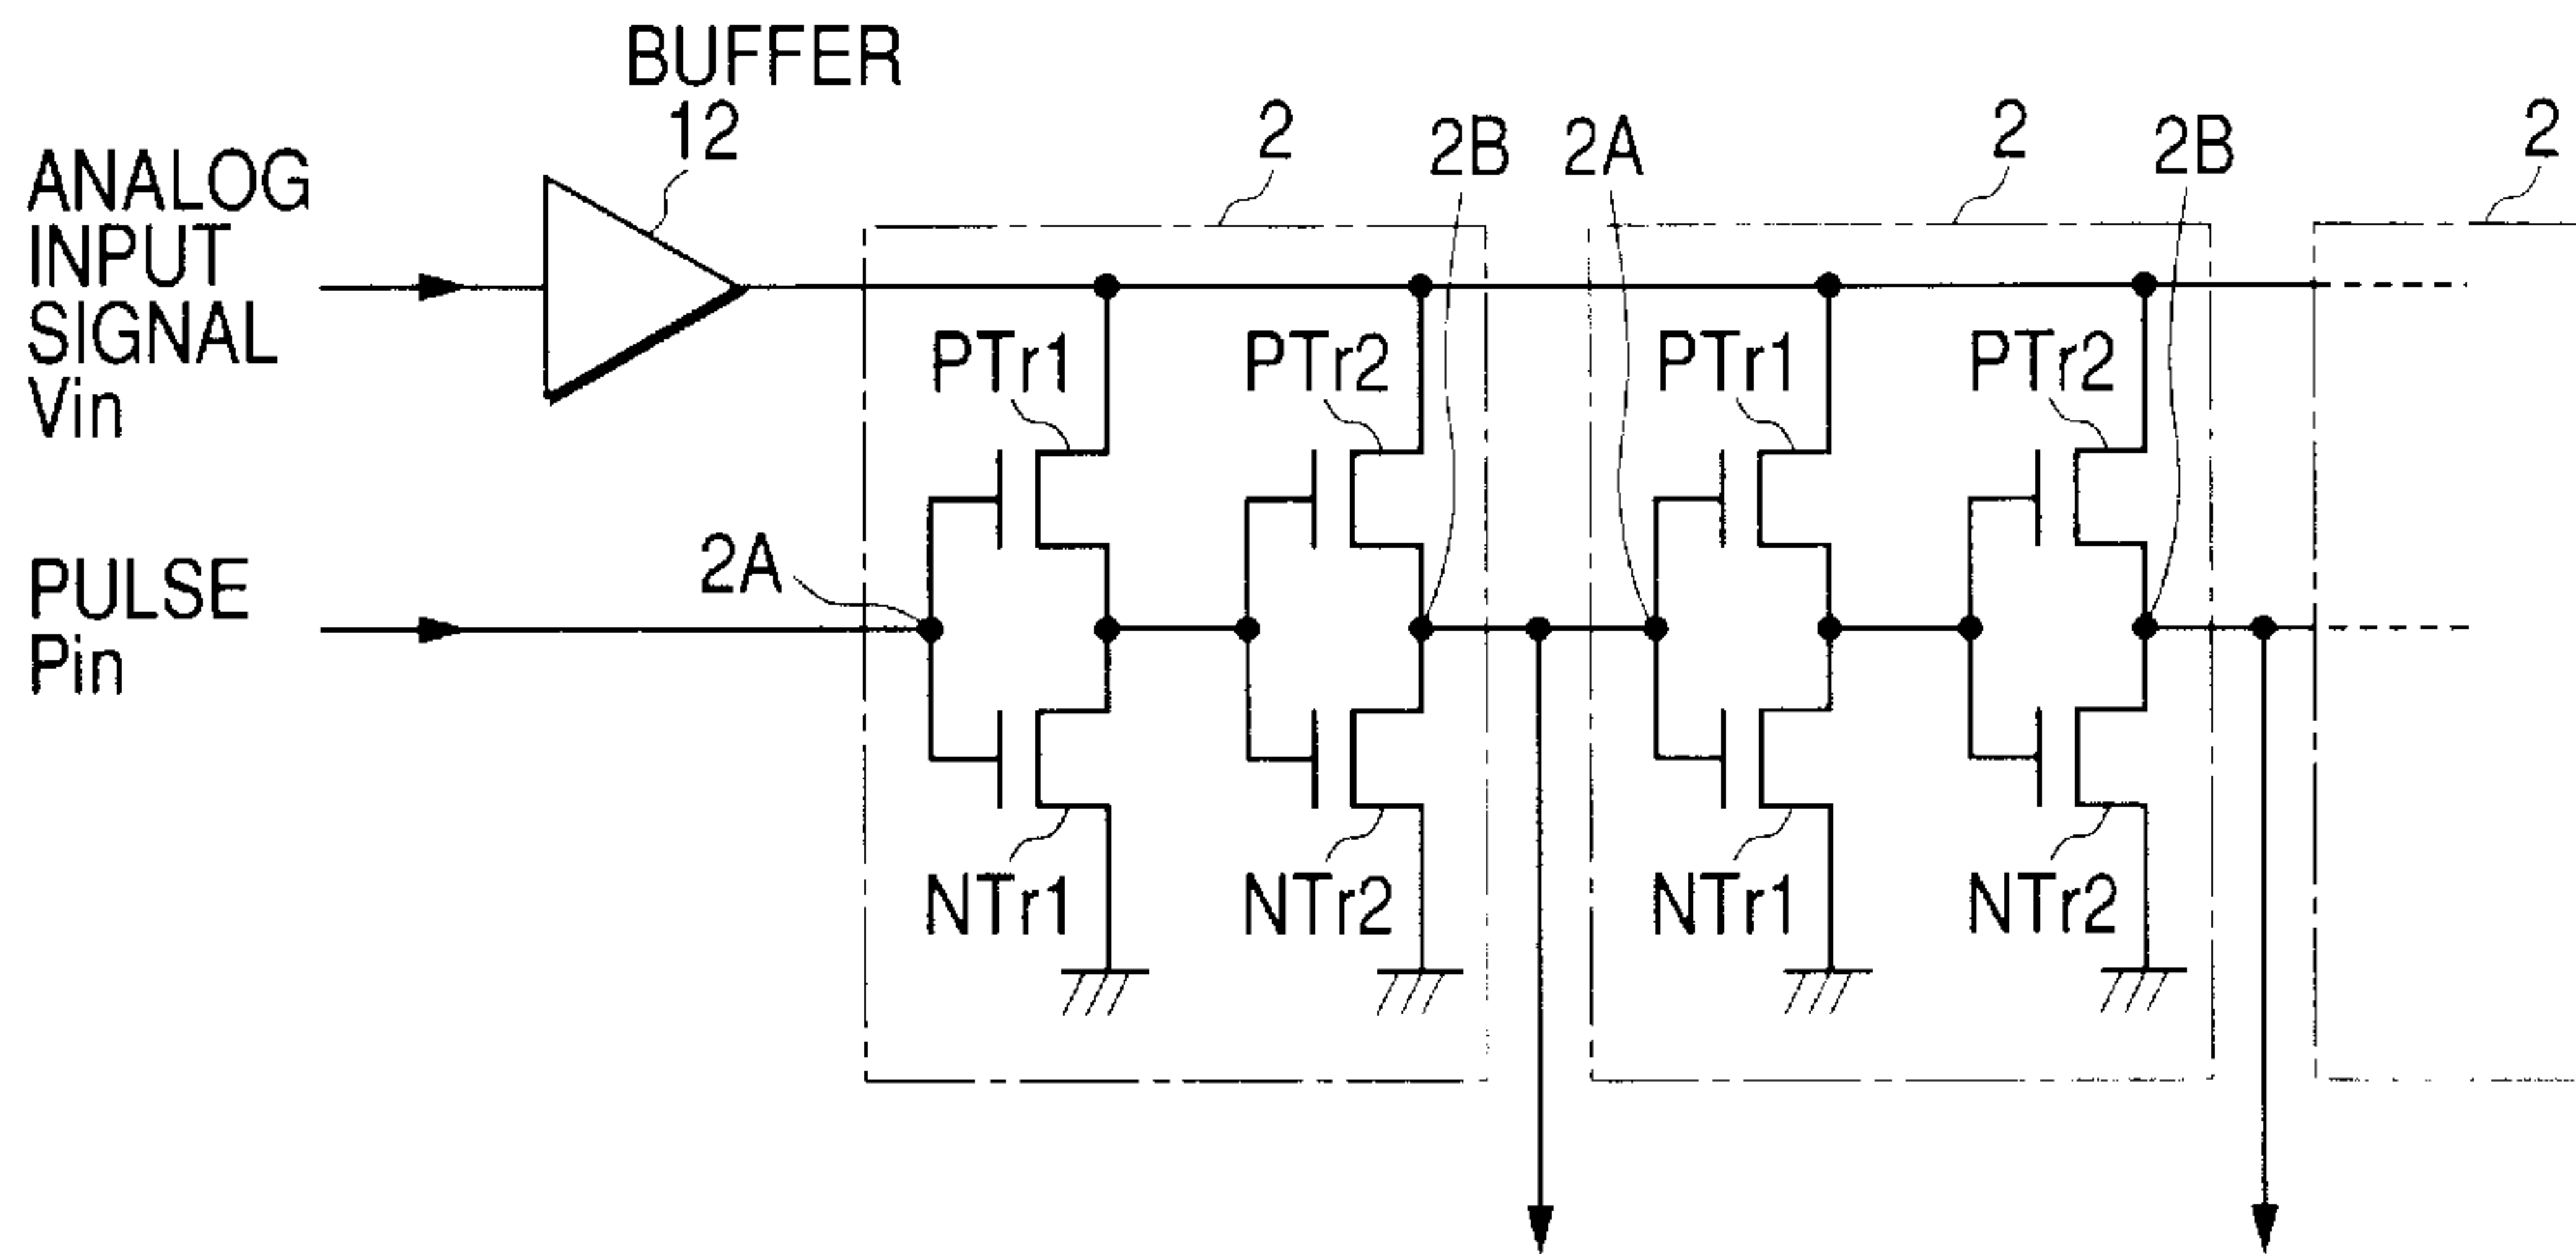 BUFFER
12
2
2B
2A
2
2B
2
ANALOG
INPUT
SIGNAL
Vin
PTr1
PTr2
PTr1
PTr2
2A
PULSE
Pin
NTr1
NTr2
NTr1
NTr2